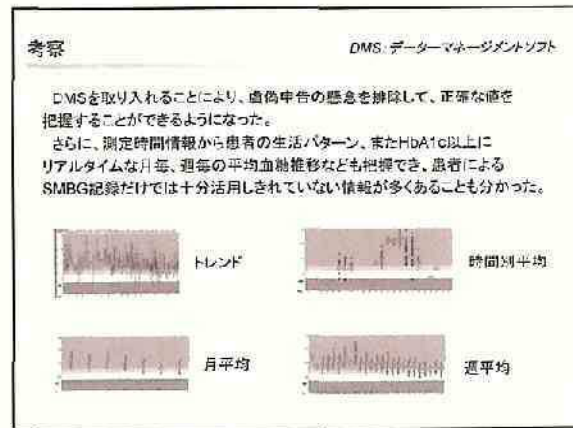 考察
DMS:データーマネージメントソフト
DMSを取り入れることにより、虚偽申告の懸念を排除して、正確な値を
把握することができるようになった。
さらに、測定時間情報から患者の生活パターン、またHbA1c以上に
リアルタイムな月毎、週毎の平均血糖推移なども把握でき、患者による
SMBG記録だけでは十分活用しきれていない情報が多くあることも分かった。
トレンド
時間別平均
月平均
週平均